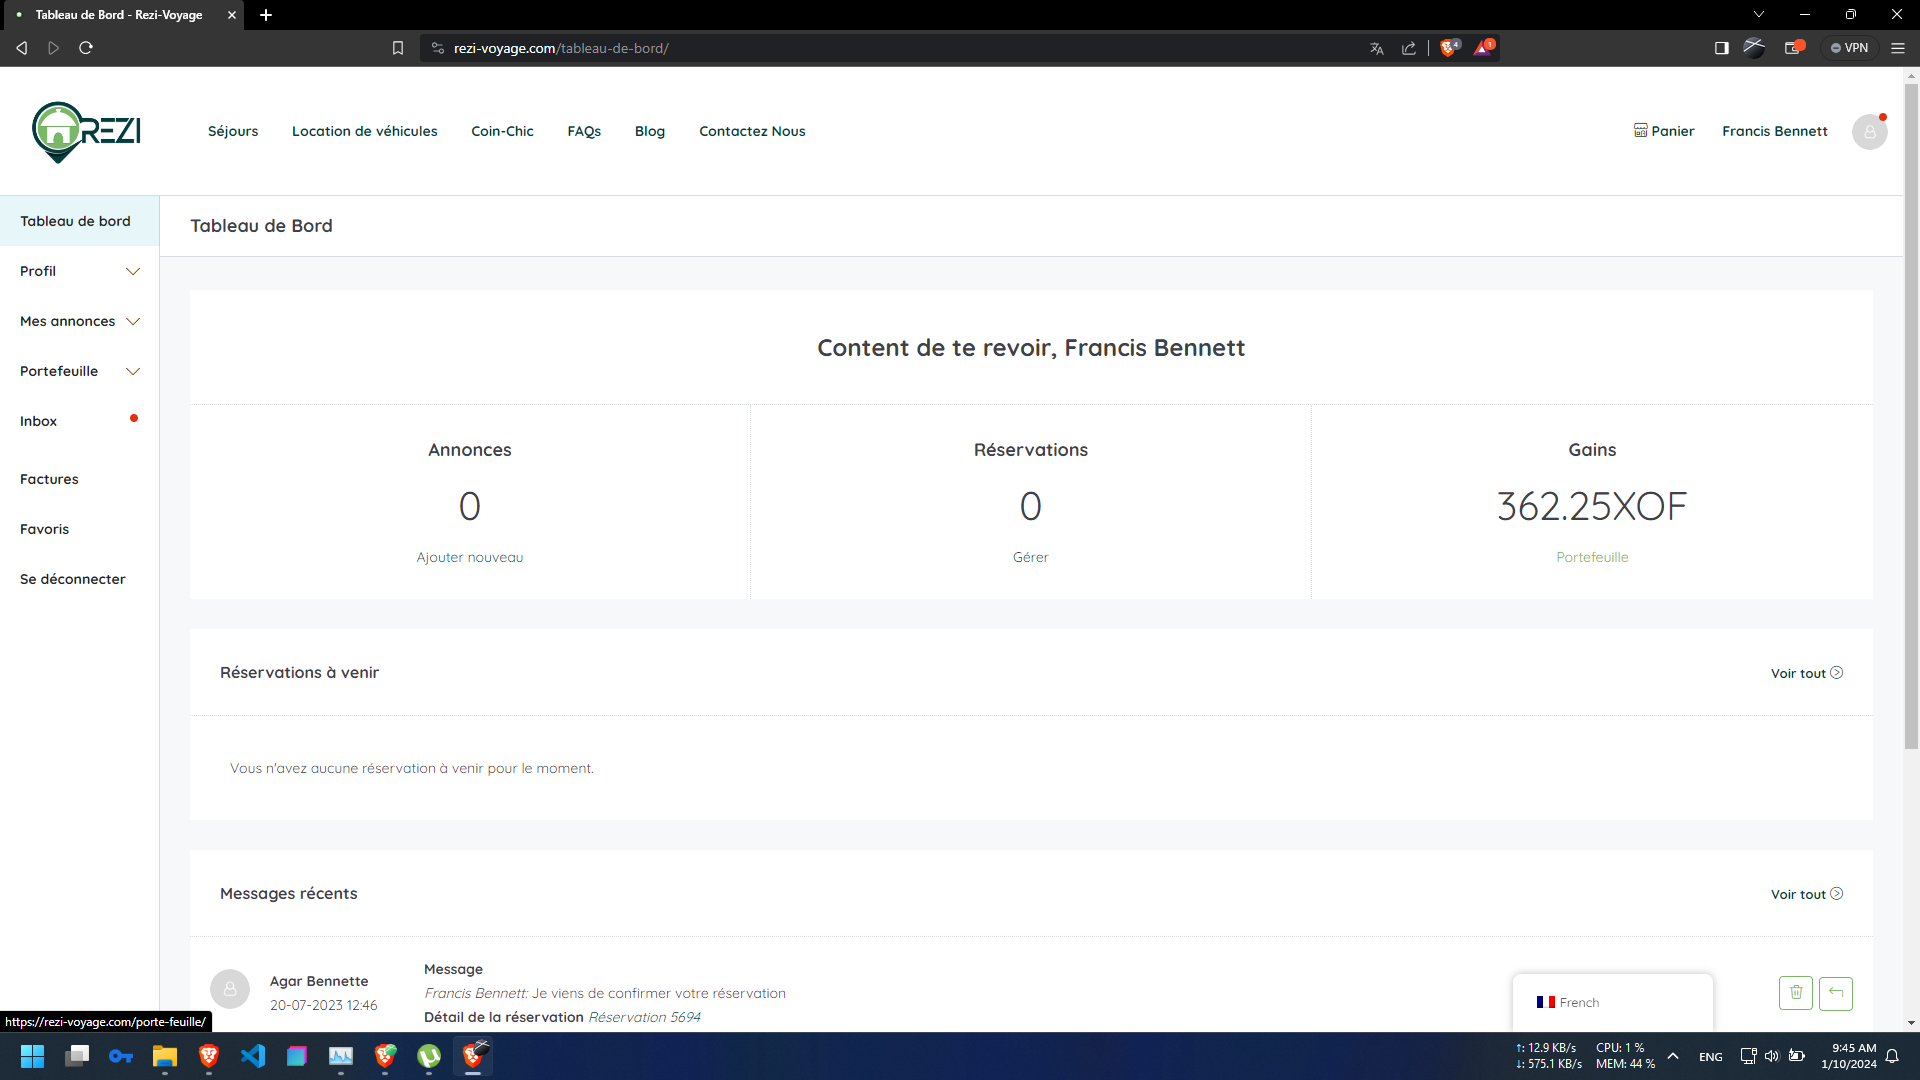 Tableau de Bord - Rezi-Voyage
rezi-voyage.com/tableau-de-bord/
4
1
VPN
REZI
Séjours
Location de véhicules
Coin-Chic
FAQs
Blog
Contactez Nous
Panier
Francis Bennett
Tableau de bord
Profil
Mes annonces
Portefeuille
Inbox
Factures
Favoris
Se déconnecter
Tableau de Bord
Content de te revoir, Francis Bennett
Annonces
0
Ajouter nouveau
Réservations
0
Gérer
Gains
362.25XOF
Portefeuille
Réservations à venir
Voir tout
Vous n'avez aucune réservation à venir pour le moment.
Messages récents
Voir tout
Agar Bennette
20-07-2023 12:46
Message
Francis Bennett: Je viens de confirmer votre réservation
Détail de la réservation Réservation 5694
French
https://rezi-voyage.com/porte-feuille/
↑: 12.9 KB/s
↓: 575.1 KB/s
CPU: 1 %
MEM: 44 %
ENG
9:45 AM
1/10/2024